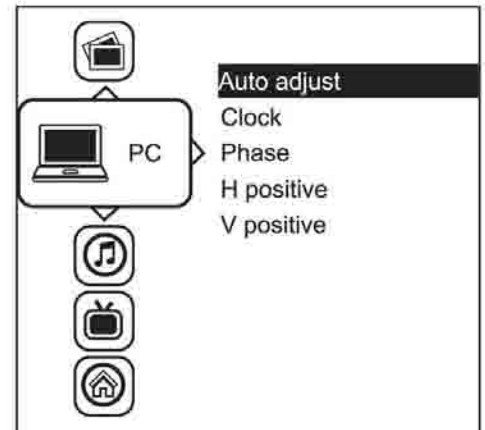 PC
Auto adjust
Clock
Phase
H positive
V positive